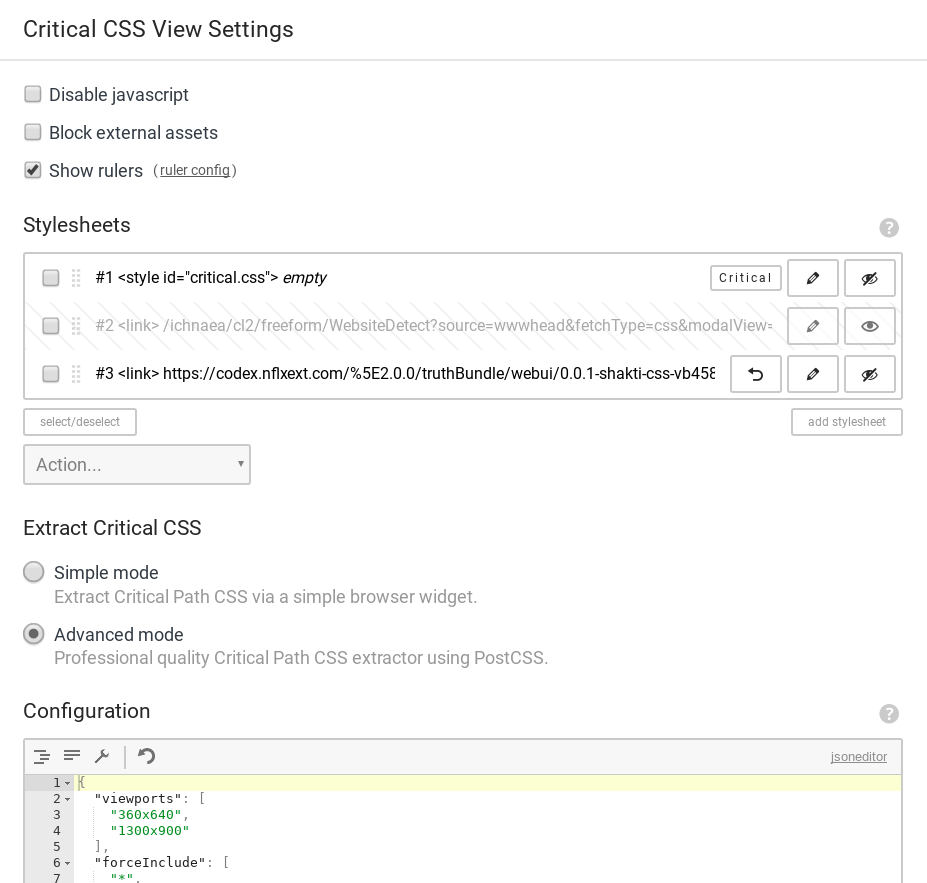 Critical CSS View Settings
Disable javascript
Block external assets
Show rulers (ruler config)
Stylesheets ?
#1 <style id="critical.css"> empty Critical
#2 <link> /ichnaea/cl2/freeform/WebsiteDetect?source=wwwhead&fetchType=css&modalView=
#3 <link> https://codex.nflxext.com/%5E2.0.0/truthBundle/webui/0.0.1-shakti-css-vb458
select/deselect add stylesheet
Action...
Extract Critical CSS
Simple mode
Extract Critical Path CSS via a simple browser widget.
Advanced mode
Professional quality Critical Path CSS extractor using PostCSS.
Configuration ?
jsoneditor
1 {
2 "viewports": [
3 "360x640",
4 "1300x900"
5 ],
6 "forceInclude": [
7 "*",